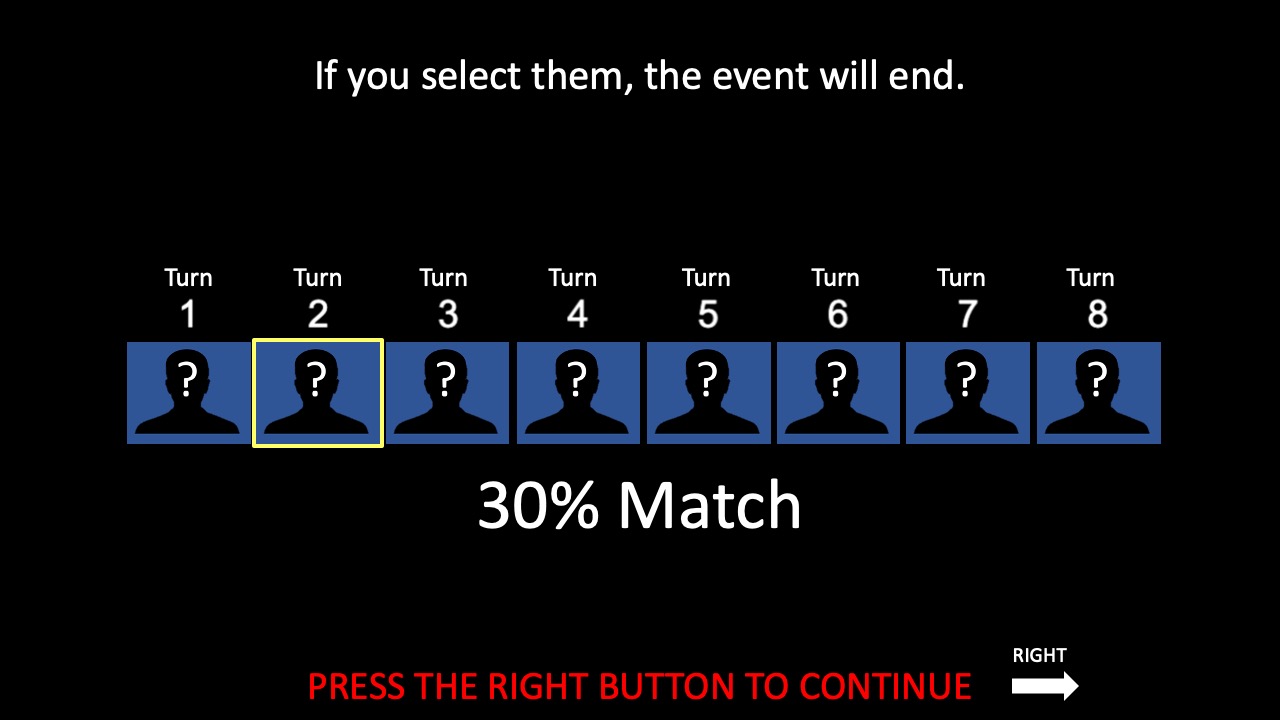 If you select them, the event will end.
Turn Turn Turn Turn Turn Turn Turn Turn
1 2 3 4 5 6 7 8
? ? ? ? ? ? ? ?
30% Match
RIGHT
PRESS THE RIGHT BUTTON TO CONTINUE